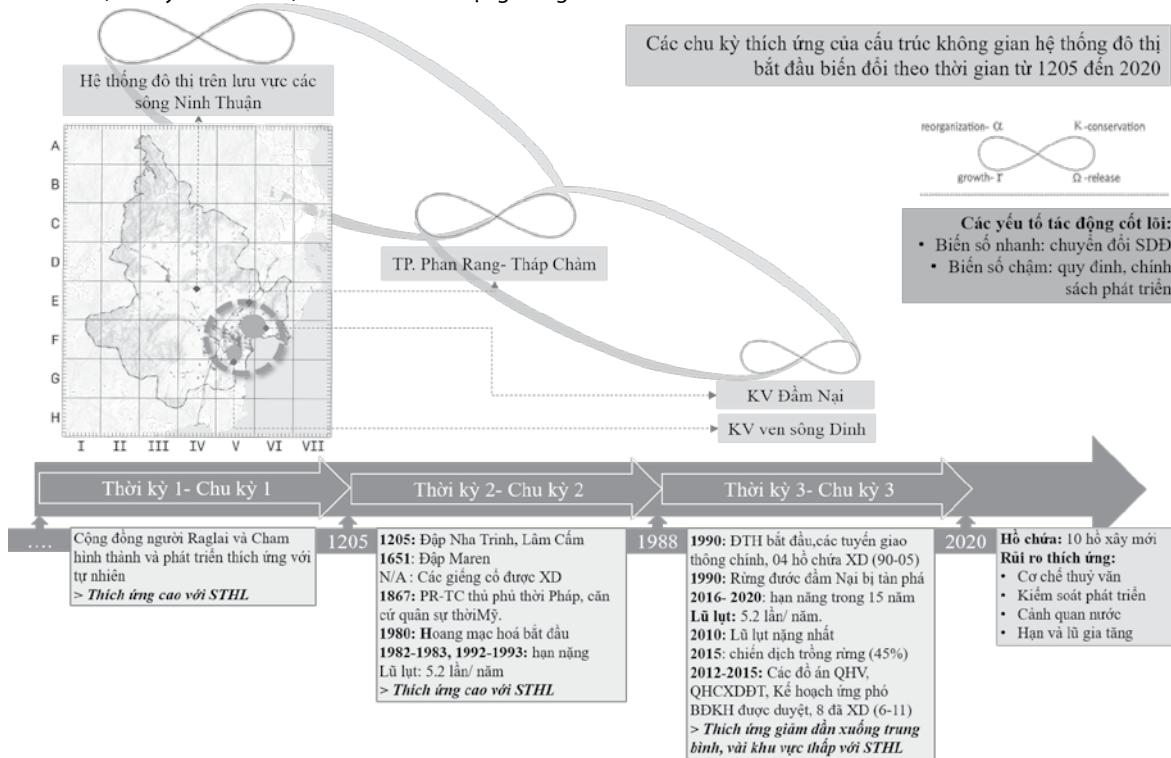 Các chu kỳ thích ứng của cấu trúc không gian hệ thống đô thị
bắt đầu biến đổi theo thời gian từ 1205 đến 2020
Hệ thống đô thị trên lưu vực các
sông Ninh Thuận
reorganization- α
K -conservation
growth- r
Ω -release
Các yếu tố tác động cốt lõi:
• Biến số nhanh: chuyển đổi SDĐ
• Biến số chậm: quy đinh, chính
sách phát triển
A
B
C
D
E
F
G
H
I II III IV V VI VII
TP. Phan Rang- Tháp Chàm
KV Đầm Nại
KV ven sông Dinh
Thời kỳ 1- Chu kỳ 1
Thời kỳ 2- Chu kỳ 2
Thời kỳ 3- Chu kỳ 3
....
Cộng đồng người Raglai và Cham
hình thành và phát triển thích ứng với
tự nhiên
> Thích ứng cao với STHL
1205
1205: Đập Nha Trinh, Lâm Cấm
1651: Đập Maren
N/A : Các giếng cổ được XD
1867: PR-TC thủ phủ thời Pháp, căn
cứ quân sự thờiMỹ.
1980: Hoang mạc hoá bắt đầu
1982-1983, 1992-1993: hạn nặng
Lũ lụt: 5.2 lần/ năm
> Thích ứng cao với STHL
1988
1990: ĐTH bắt đầu,các tuyến giao
thông chính, 04 hồ chứa XD (90-05)
1990: Rừng đước đầm Nại bị tàn phá
2016- 2020: hạn năng trong 15 năm
Lũ lụt: 5.2 lần/ năm.
2010: Lũ lụt nặng nhất
2015: chiến dịch trồng rừng (45%)
2012-2015: Các đồ án QHV,
QHCXDĐT, Kế hoạch ứng phó
BĐKH được duyệt, 8 đã XD (6-11)
> Thích ứng giảm dần xuống trung
bình, vài khu vực thấp với STHL
2020
Hồ chứa: 10 hồ xây mới
Rủi ro thích ứng:
• Cơ chế thuỷ văn
• Kiểm soát phát triển
• Cảnh quan nước
• Hạn và lũ gia tăng